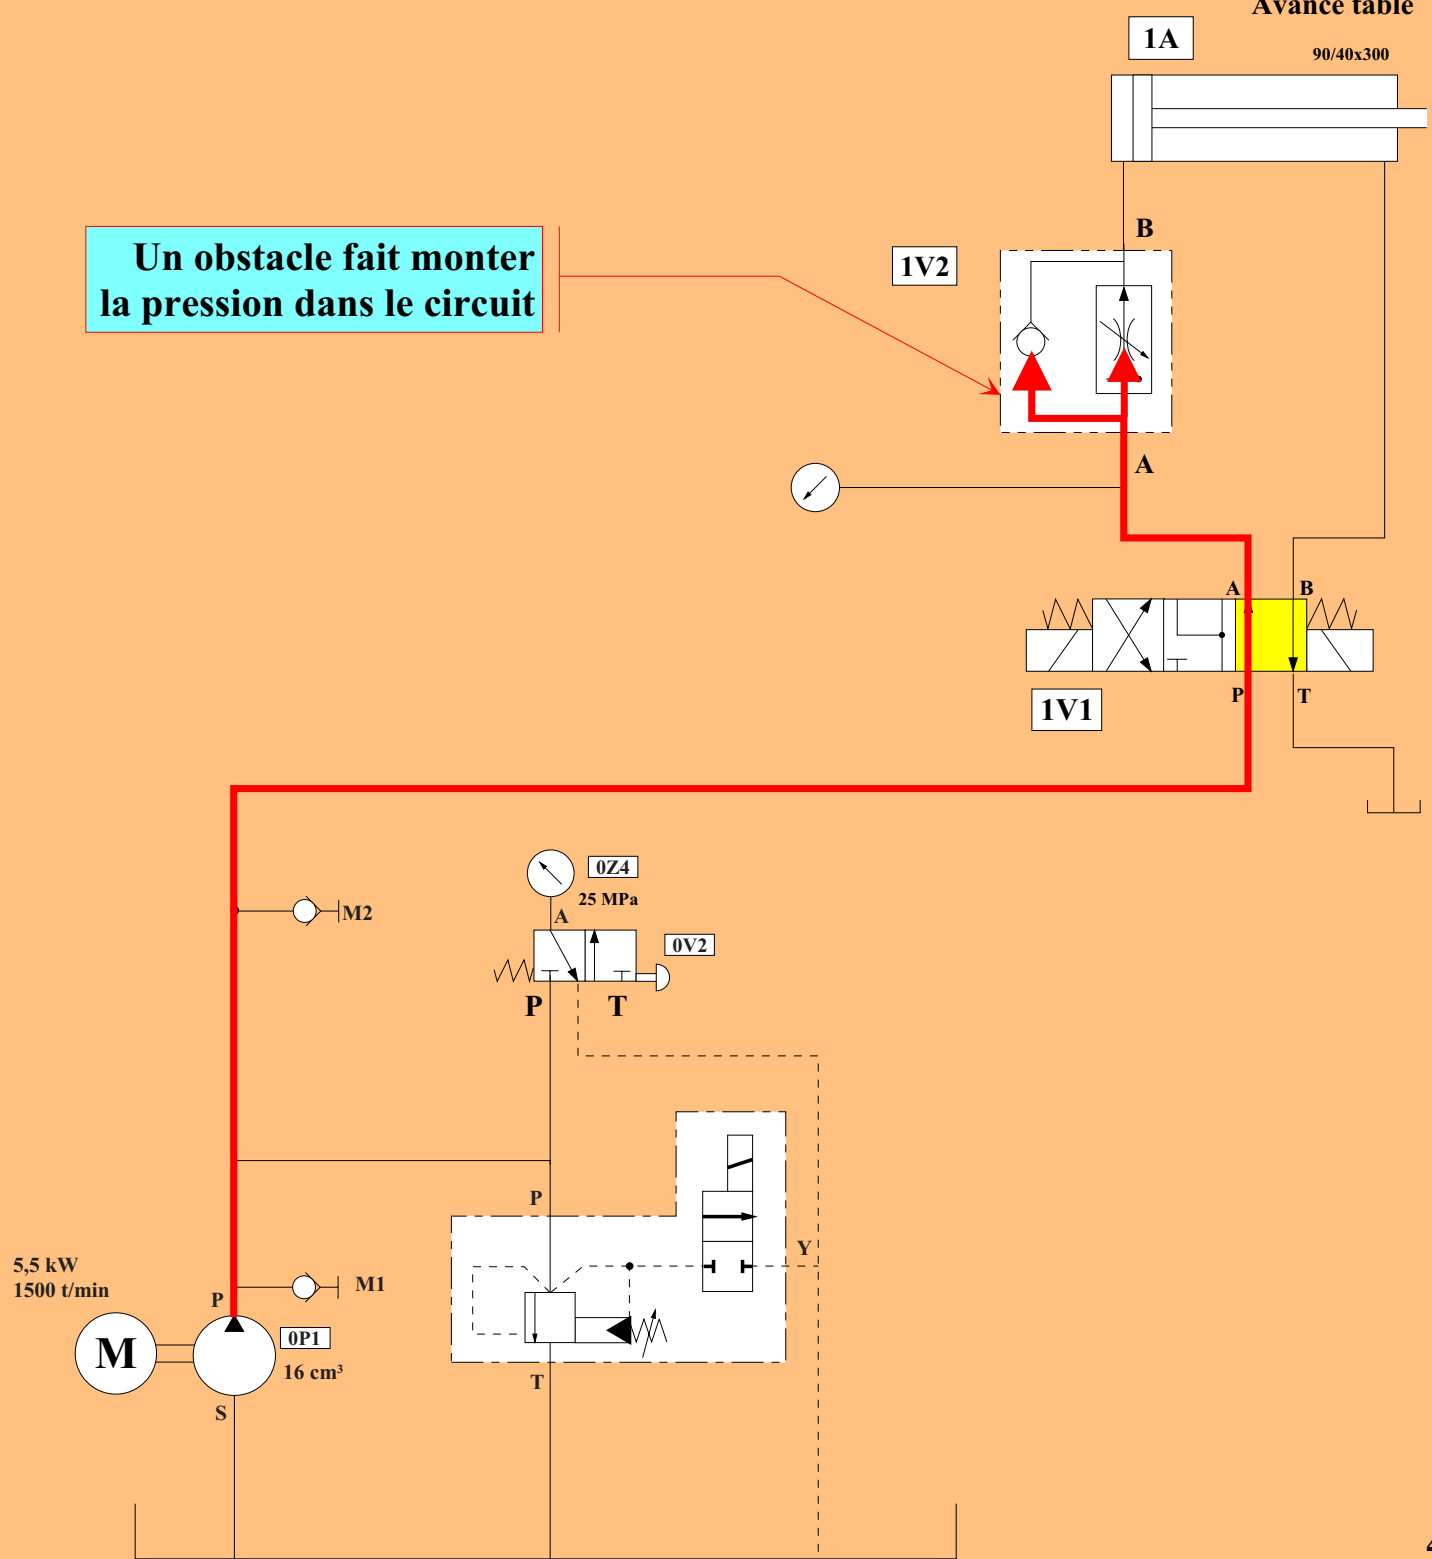 Avance table
1A
90/40x300
Un obstacle fait monter
la pression dans le circuit
B
1V2
A
A
B
P
T
1V1
0Z4
25 MPa
A
M2
0V2
P
T
P
Y
5,5 kW
1500 t/min
M1
P
0P1
M
16 cm³
T
S
4